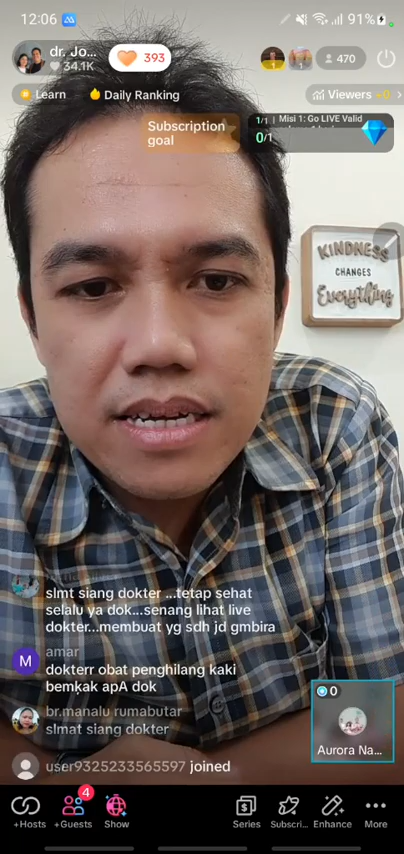 12:06
91%
dr. Jo...
34.1K
393
470
Learn
Daily Ranking
Viewers
Subscription
goal
1/1 | Misi 1: Go LIVE Valid
0/1
KINDNESS
CHANGES
Everything
slmt siang dokter ...tetap sehat
selalu ya dok...senang lihat live
dokter...membuat yg sdh jd gmbira
M
amar
dokterr obat penghilang kaki
bemkak apA dok
br.manalu rumabutar
slmat siang dokter
user9325233565597 joined
0
Aurora Na...
4
+Hosts
+Guests
Show
Series
Subscri...
Enhance
More